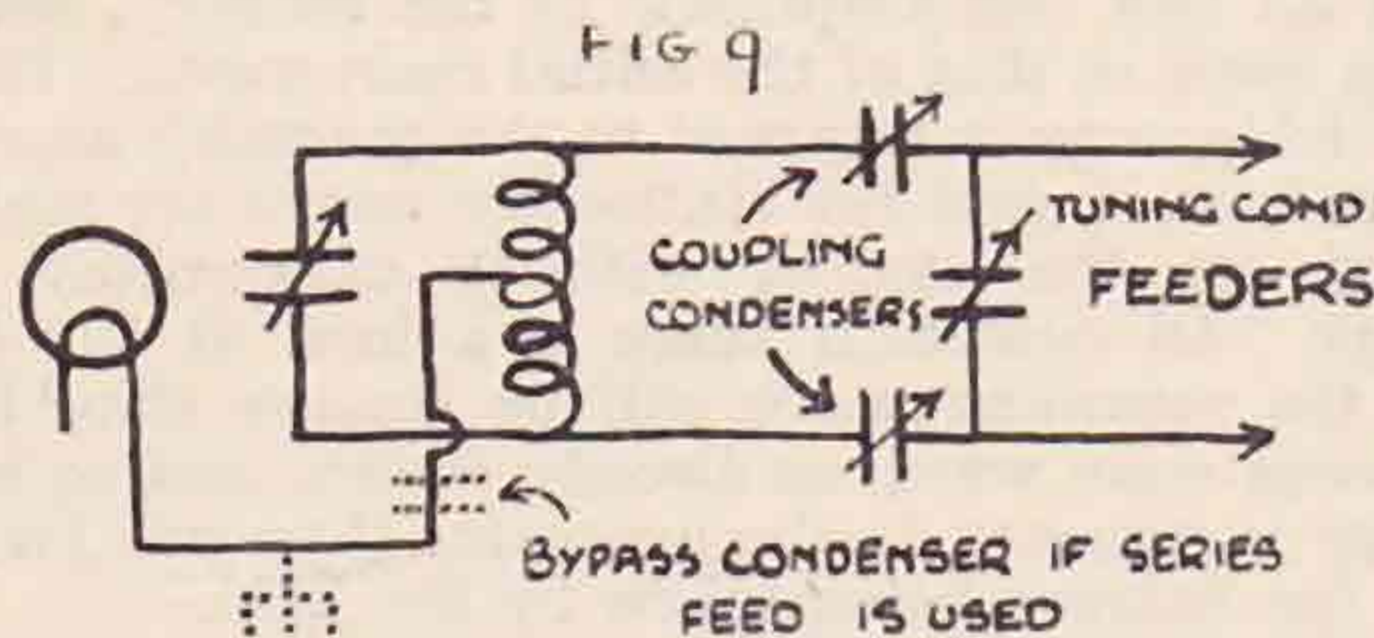 FIG 9
COUPLING
CONDENSERS
TUNING COND
FEEDERS
BYPASS CONDENSER IF SERIES
FEED IS USED